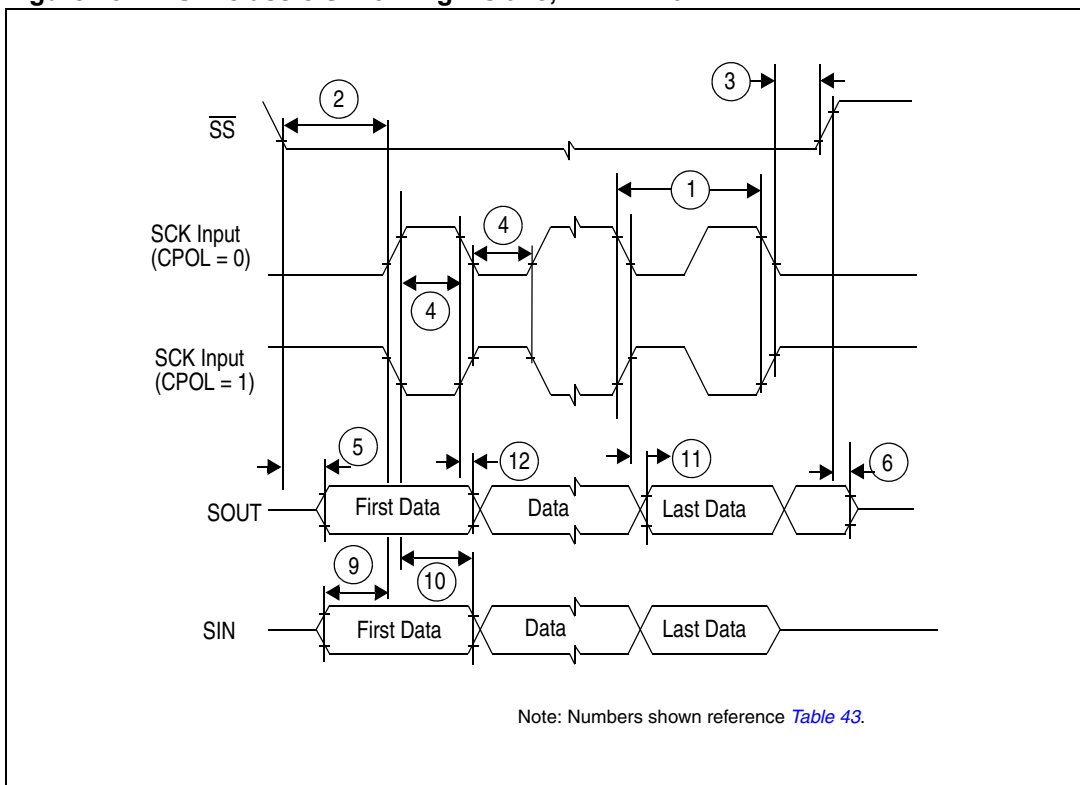 3
2
SS
1
SCK Input
(CPOL = 0)
4
4
SCK Input
(CPOL = 1)
5
12
11
6
SOUT
First Data
Data
Last Data
9
10
SIN
First Data
Data
Last Data
Note: Numbers shown reference Table 43.